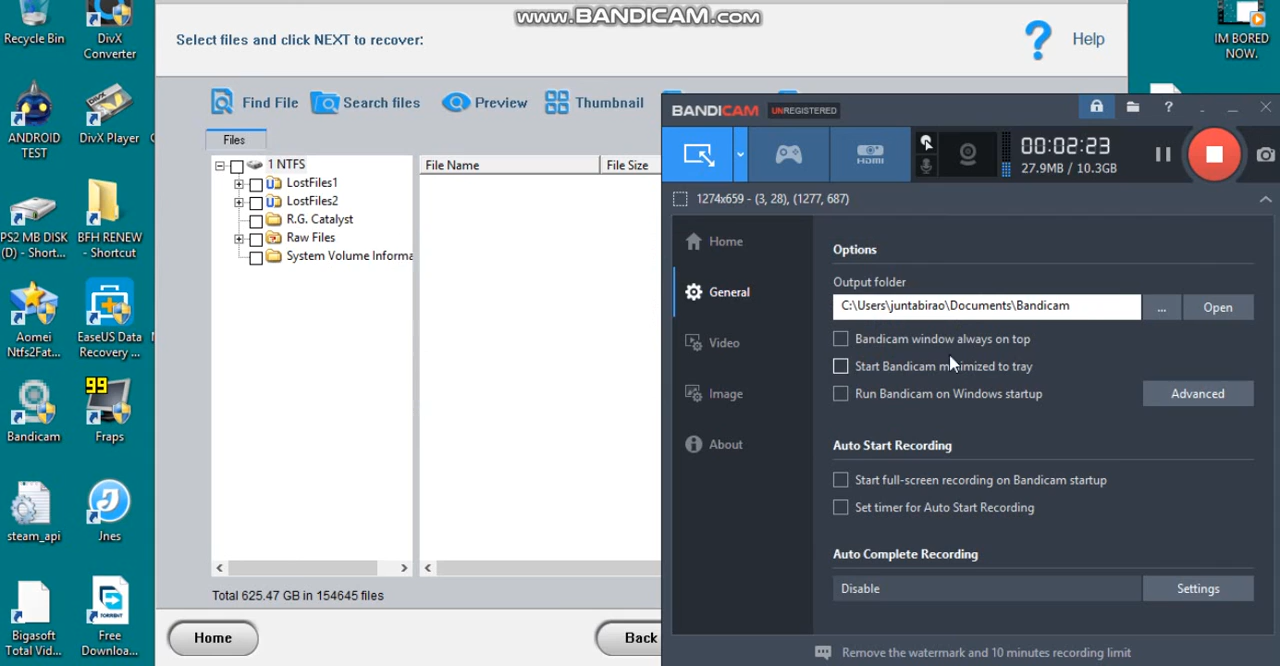 www.BANDICAM.com
Recycle Bin
DivX
Converter
ANDROID
TEST
DivX Player
PS2 MB DISK
(D) - Short...
BFH RENEW
- Shortcut
Aomei
Ntfs2Fat...
EaseUS Data
Recovery ...
Bandicam
99
Fraps
steam_api
Jnes
Bigasoft
Total Vid...
Free
Downloa...
IM BORED
NOW.
Select files and click NEXT to recover:
Help
Find File
Search files
Preview
Thumbnail
Files
1 NTFS
LostFiles1
LostFiles2
R.G. Catalyst
Raw Files
System Volume Informa
File Name
File Size
Total 625.47 GB in 154645 files
Home
Back
BANDICAM
UNREGISTERED
HDMI
00:02:23
27.9MB / 10.3GB
1274x659 - (3, 28), (1277, 687)
Home
General
Video
Image
About
Options
Output folder
C:\Users\juntabirao\Documents\Bandicam
...
Open
Bandicam window always on top
Start Bandicam minimized to tray
Run Bandicam on Windows startup
Advanced
Auto Start Recording
Start full-screen recording on Bandicam startup
Set timer for Auto Start Recording
Auto Complete Recording
Disable
Settings
Remove the watermark and 10 minutes recording limit